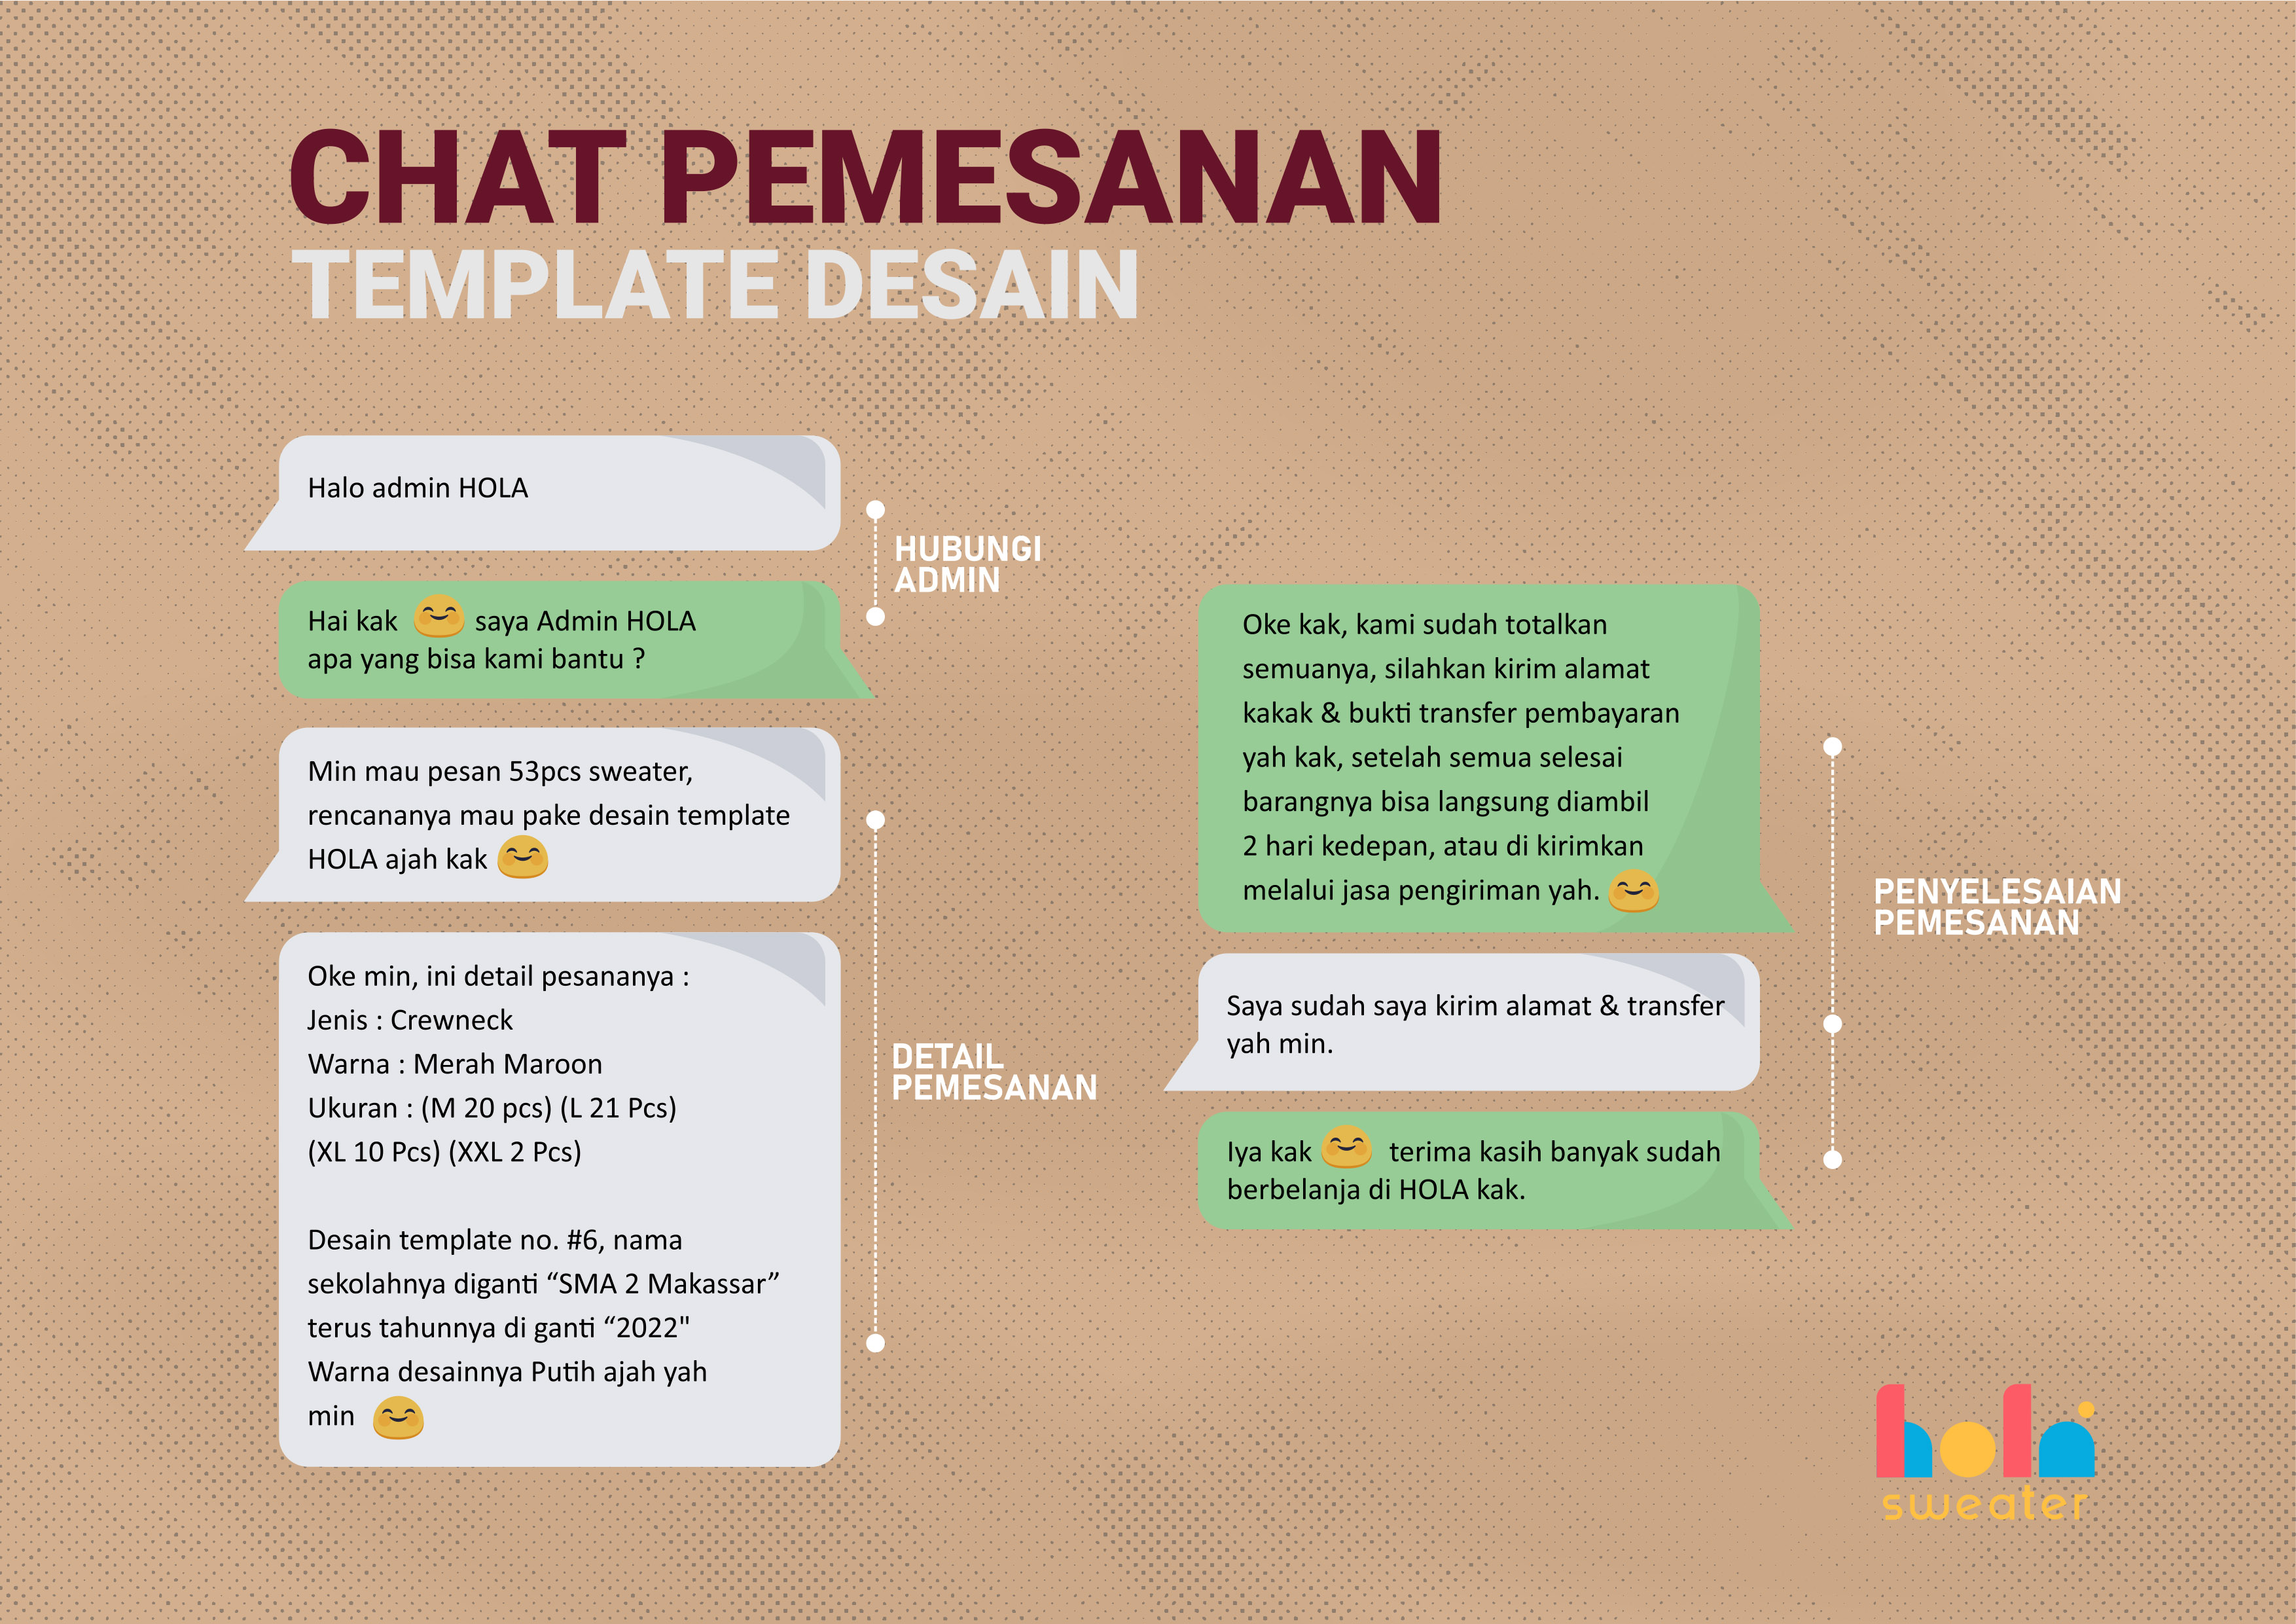 CHAT PEMESANAN
TEMPLATE DESAIN
Halo admin HOLA
Hai kak 😊 saya Admin HOLA
apa yang bisa kami bantu ?
HUBUNGI
ADMIN
Min mau pesan 53pcs sweater,
rencananya mau pake desain template
HOLA ajah kak 😊
Oke min, ini detail pesananya :
Jenis : Crewneck
Warna : Merah Maroon
Ukuran : (M 20 pcs) (L 21 Pcs)
(XL 10 Pcs) (XXL 2 Pcs)
Desain template no. #6, nama
sekolahnya diganti “SMA 2 Makassar”
terus tahunnya di ganti “2022"
Warna desainnya Putih ajah yah
min 😊
DETAIL
PEMESANAN
Oke kak, kami sudah totalkan
semuanya, silahkan kirim alamat
kakak & bukti transfer pembayaran
yah kak, setelah semua selesai
barangnya bisa langsung diambil
2 hari kedepan, atau di kirimkan
melalui jasa pengiriman yah. 😊
Saya sudah saya kirim alamat & transfer
yah min.
Iya kak 😊 terima kasih banyak sudah
berbelanja di HOLA kak.
PENYELESAIAN
PEMESANAN
hola
sweater